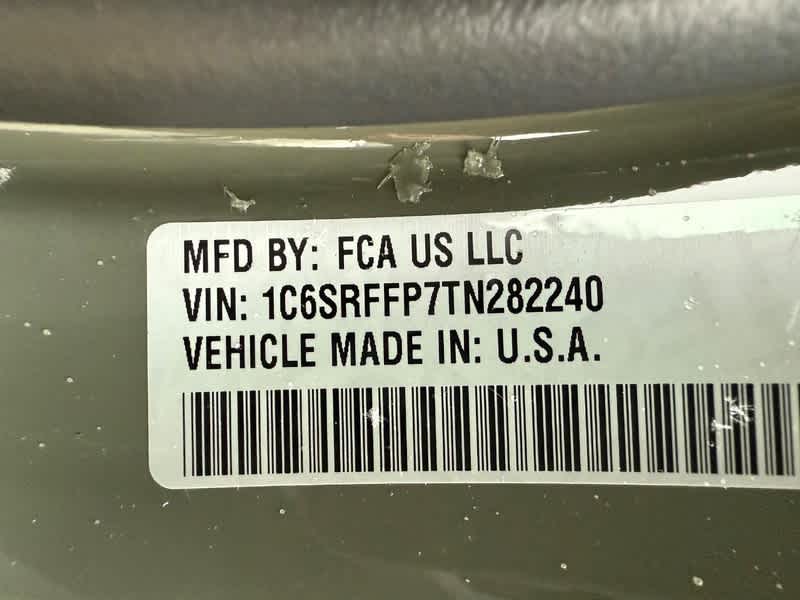 MFD BY: FCA US LLC
VIN: 1C6SRFFP7TN282240
VEHICLE MADE IN: U.S.A.